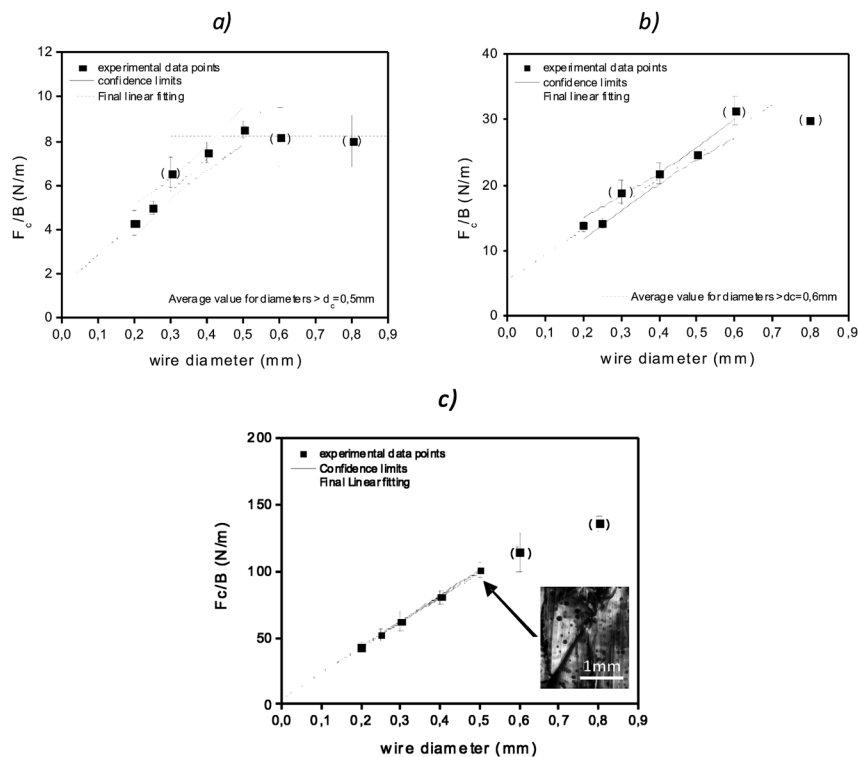 a)
12
10
8
6
4
2
0
F_c/B (N/m)
experimental data points
confidence limits
Final linear fitting
( )
( )
( )
Average value for diameters > d_c=0,5mm
0,0 0,1 0,2 0,3 0,4 0,5 0,6 0,7 0,8 0,9
wire diameter (mm)
b)
40
30
20
10
0
F_c/B (N/m)
experimental data points
confidence limits
Final linear fitting
( )
( )
( )
Average value for diameters >dc=0,6mm
0,0 0,1 0,2 0,3 0,4 0,5 0,6 0,7 0,8 0,9
wire diameter (mm)
c)
200
150
100
50
0
Fc/B (N/m)
experimental data points
Confidence limits
Final Linear fitting
( )
( )
1mm
0,0 0,1 0,2 0,3 0,4 0,5 0,6 0,7 0,8 0,9
wire diameter (mm)